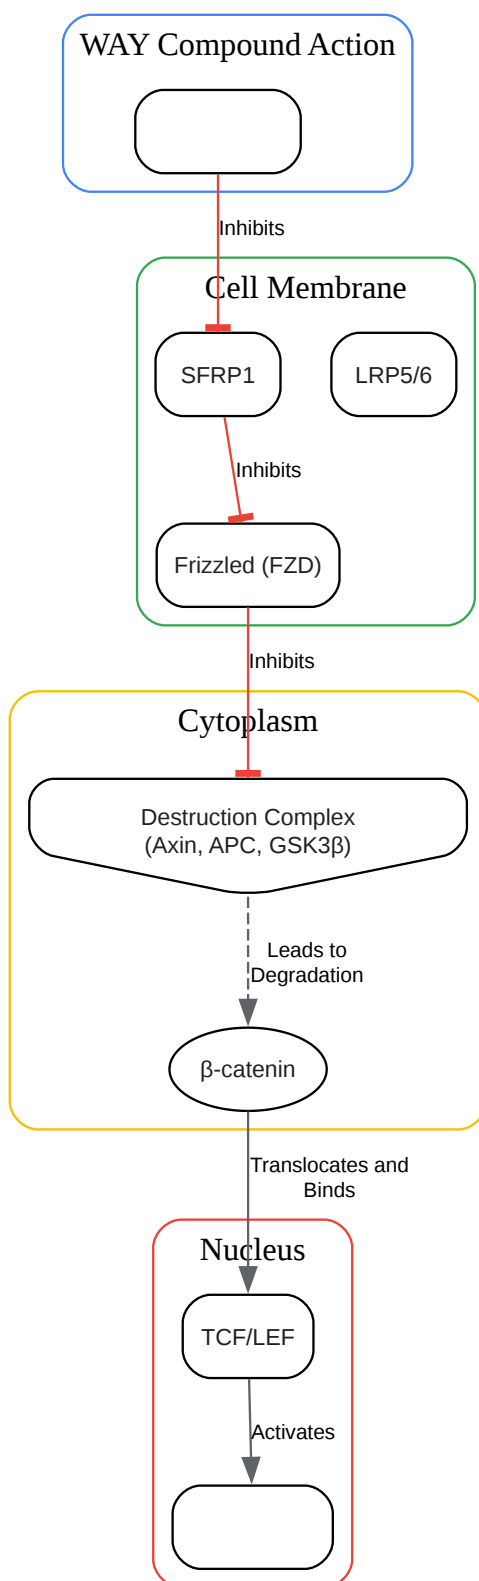 WAY Compound Action
Inhibits
Cell Membrane
SFRP1
LRP5/6
Inhibits
Frizzled (FZD)
Inhibits
Cytoplasm
Destruction Complex
(Axin, APC, GSK3β)
Leads to
Degradation
β-catenin
Translocates and
Binds
Nucleus
TCF/LEF
Activates